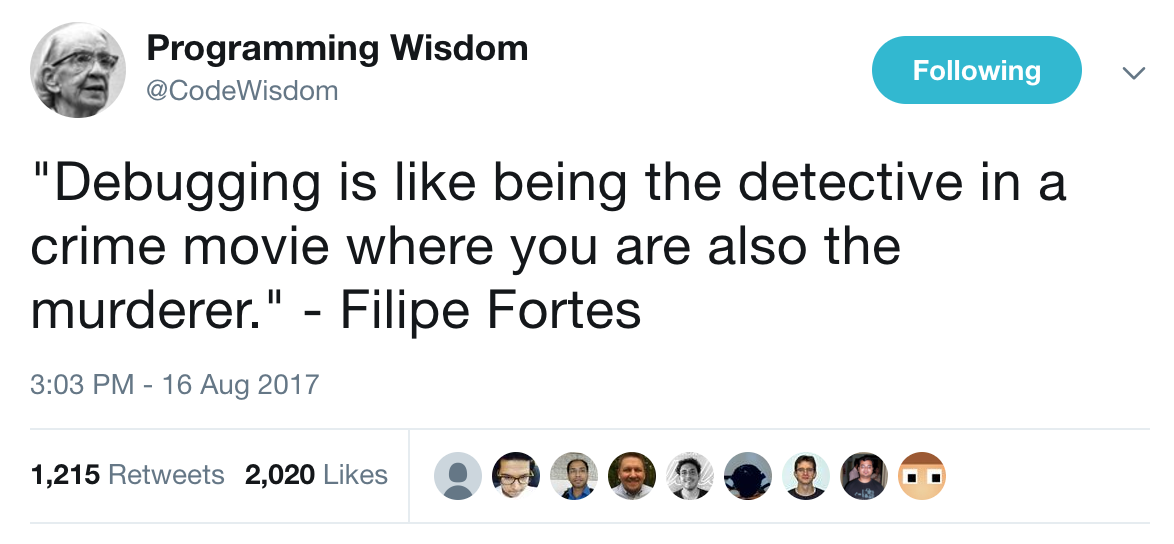 Programming Wisdom
@CodeWisdom
Following
"Debugging is like being the detective in a
crime movie where you are also the
murderer." - Filipe Fortes
3:03 PM - 16 Aug 2017
1,215 Retweets 2,020 Likes